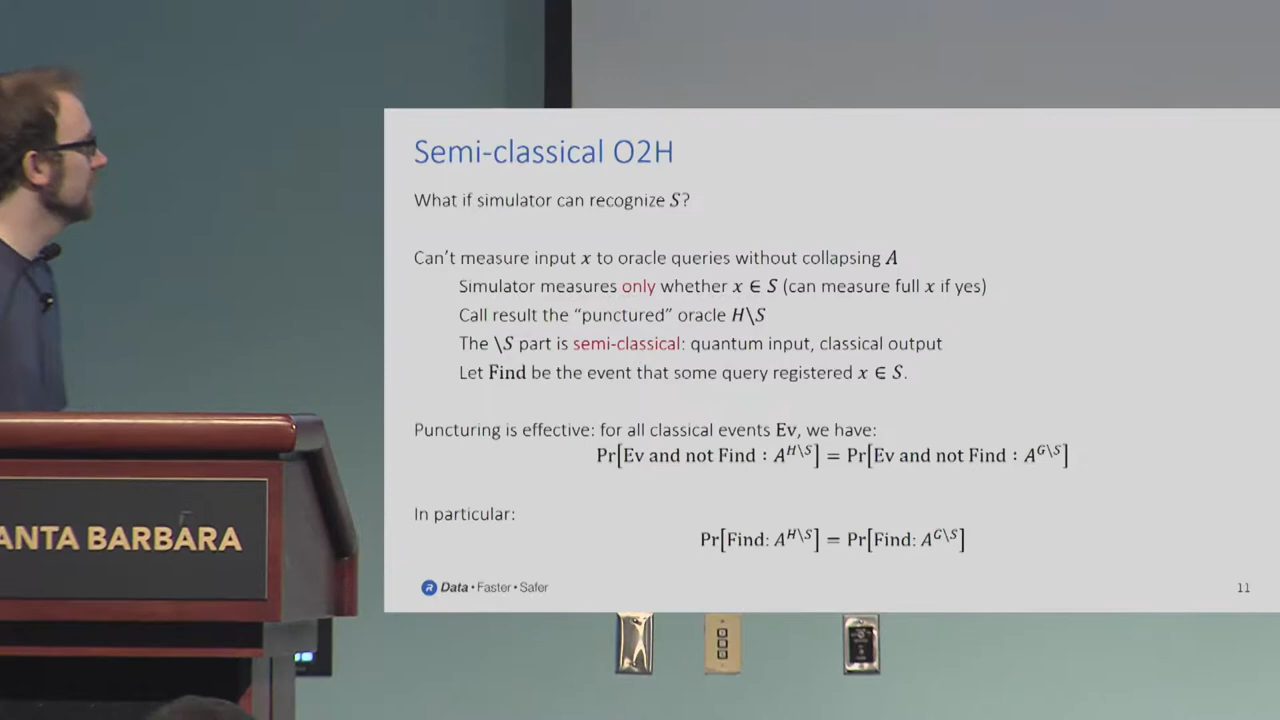 Semi-classical O2H
What if simulator can recognize S?
Can't measure input x to oracle queries without collapsing A
Simulator measures only whether x ∈ S (can measure full x if yes)
Call result the “punctured” oracle H\S
The \S part is semi-classical: quantum input, classical output
Let Find be the event that some query registered x ∈ S.
Puncturing is effective: for all classical events Ev, we have:
Pr[Ev and not Find : A^{H\S}] = Pr[Ev and not Find : A^{G\S}]
In particular:
Pr[Find: A^{H\S}] = Pr[Find: A^{G\S}]
R Data • Faster • Safer
11
ANTA BARBARA